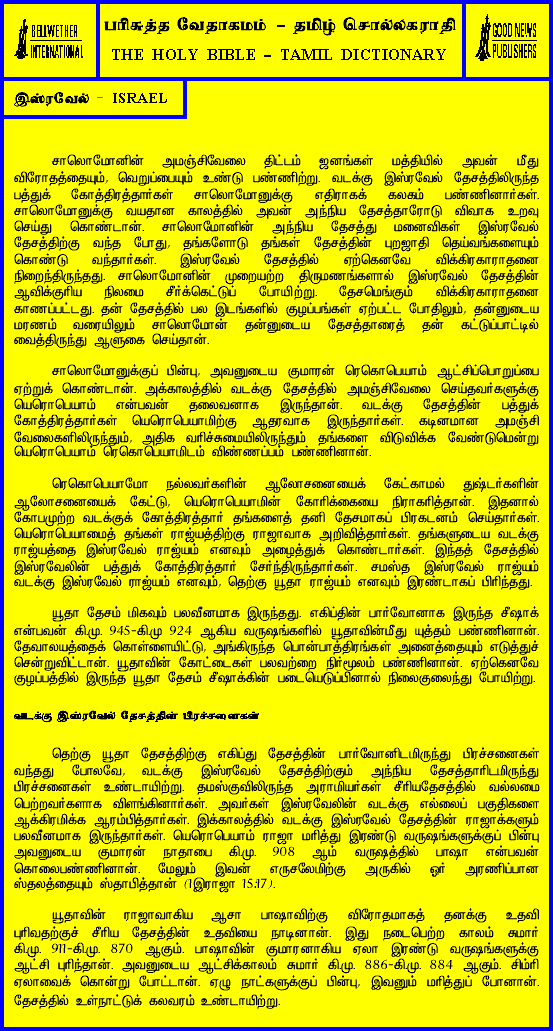 BELLWETHER
INTERNATIONAL
பரிசுத்த வேதாகமம் – தமிழ் சொல்லகராதி
THE HOLY BIBLE – TAMIL DICTIONARY
GOOD NEWS
PUBLISHERS
இஸ்ரவேல் – ISRAEL
சாலொமோனின் அமஞ்சிவேலை திட்டம் ஜனங்கள் மத்தியில் அவன் மீது
விரோதத்தையும், வெறுப்பையும் உண்டு பண்ணிற்று. வடக்கு இஸ்ரவேல் தேசத்திலிருந்த
பத்துக் கோத்திரத்தார்கள் சாலொமோனுக்கு எதிராகக் கலகம் பண்ணினார்கள்.
சாலொமோனுக்கு வயதான காலத்தில் அவன் அந்நிய தேசத்தாரோடு விவாக உறவு
செய்து கொண்டான். சாலொமோனின் அந்நிய தேசத்து மனைவிகள் இஸ்ரவேல்
தேசத்திற்கு வந்த போது, தங்களோடு தங்கள் தேசத்தின் புறஜாதி தெய்வங்களையும்
கொண்டு வந்தார்கள். இஸ்ரவேல் தேசத்தில் ஏற்கெனவே விக்கிரகாராதனை
நிறைந்திருந்தது. சாலொமோனின் முறையற்ற திருமணங்களால் இஸ்ரவேல் தேசத்தின்
ஆவிக்குரிய நிலமை சீர்க்கெட்டுப் போயிற்று. தேசமெங்கும் விக்கிரகாராதனை
காணப்பட்டது. தன் தேசத்தில் பல இடங்களில் குழப்பங்கள் ஏற்பட்ட போதிலும், தன்னுடைய
மரணம் வரையிலும் சாலொமோன் தன்னுடைய தேசத்தாரைத் தன் கட்டுப்பாட்டில்
வைத்திருந்து ஆளுகை செய்தான்.
சாலொமோனுக்குப் பின்பு, அவனுடைய குமாரன் ரெகொபெயாம் ஆட்சிப்பொறுப்பை
ஏற்றுக் கொண்டான். அக்காலத்தில் வடக்கு தேசத்தில் அமஞ்சிவேலை செய்தவர்களுக்கு
யெரொபெயாம் என்பவன் தலைவனாக இருந்தான். வடக்கு தேசத்தின் பத்துக்
கோத்திரத்தார்கள் யெரொபெயாமிற்கு ஆதரவாக இருந்தார்கள். கடினமான அமஞ்சி
வேலைகளிலிருந்தும், அதிக வரிச்சுமையிலிருந்தும் தங்களை விடுவிக்க வேண்டுமென்று
யெரொபெயாம் ரெகொபெயாமிடம் விண்ணப்பம் பண்ணினான்.
ரெகொபெயாமோ நல்லவர்களின் ஆலோசனையைக் கேட்காமல் துஷ்டர்களின்
ஆலோசனையைக் கேட்டு, யெரொபெயாமின் கோரிக்கையை நிராகரித்தான். இதனால்
கோபமுற்ற வடக்குக் கோத்திரத்தார் தங்களைத் தனி தேசமாகப் பிரகடனம் செய்தார்கள்.
யெரொபெயாமைத் தங்கள் ராஜ்யத்திற்கு ராஜாவாக அறிவித்தார்கள். தங்களுடைய வடக்கு
ராஜ்யத்தை இஸ்ரவேல் ராஜ்யம் எனவும் அழைத்துக் கொண்டார்கள். இந்தத் தேசத்தில்
இஸ்ரவேலின் பத்துக் கோத்திரத்தார் சேர்ந்திருந்தார்கள். சமஸ்த இஸ்ரவேல் ராஜ்யம்
வடக்கு இஸ்ரவேல் ராஜ்யம் எனவும், தெற்கு யூதா ராஜ்யம் எனவும் இரண்டாகப் பிரிந்தது.
யூதா தேசம் மிகவும் பலவீனமாக இருந்தது. எகிப்தின் பார்வோனாக இருந்த சீஷாக்
என்பவன் கி.மு. 945-கி.மு 924 ஆகிய வருஷங்களில் யூதாவின்மீது யுத்தம் பண்ணினான்.
தேவாலயத்தைக் கொள்ளையிட்டு, அங்கிருந்த பொன்பாத்திரங்கள் அனைத்தையும் எடுத்துச்
சென்றுவிட்டான். யூதாவின் கோட்டைகள் பலவற்றை நிர்மூலம் பண்ணினான். ஏற்கெனவே
குழப்பத்தில் இருந்த யூதா தேசம் சீஷாக்கின் படையெடுப்பினால் நிலைகுலைந்து போயிற்று.
வடக்கு இஸ்ரவேல் தேசத்தின் பிரச்சனைகள்
தெற்கு யூதா தேசத்திற்கு எகிப்து தேசத்தின் பார்வோனிடமிருந்து பிரச்சனைகள்
வந்தது போலவே, வடக்கு இஸ்ரவேல் தேசத்திற்கும் அந்நிய தேசத்தாரிடமிருந்து
பிரச்சனைகள் உண்டாயிற்று. தமஸ்குவிலிருந்த அராமியர்கள் சீரியதேசத்தில் வல்லமை
பெற்றவர்களாக விளங்கினார்கள். அவர்கள் இஸ்ரவேலின் வடக்கு எல்லைப் பகுதிகளை
ஆக்கிரமிக்க ஆரம்பித்தார்கள். இக்காலத்தில் வடக்கு இஸ்ரவேல் தேசத்தின் ராஜாக்களும்
பலவீனமாக இருந்தார்கள். யெரொபெயாம் ராஜா மரித்து இரண்டு வருஷங்களுக்குப் பின்பு
அவனுடைய குமாரன் நாதாபை கி.மு. 908 ஆம் வருஷத்தில் பாஷா என்பவன்
கொலைபண்ணினான். மேலும் இவன் எருசலேமிற்கு அருகில் ஓர் அரணிப்பான
ஸ்தலத்தையும் ஸ்தாபித்தான் (1இராஜா 15:17).
யூதாவின் ராஜாவாகிய ஆசா பாஷாவிற்கு விரோதமாகத் தனக்கு உதவி
புரிவதற்குச் சீரிய தேசத்தின் உதவியை நாடினான். இது நடைபெற்ற காலம் சுமார்
கி.மு. 911-கி.மு. 870 ஆகும். பாஷாவின் குமாரனாகிய ஏலா இரண்டு வருஷங்களுக்கு
ஆட்சி புரிந்தான். அவனுடைய ஆட்சிக்காலம் சுமார் கி.மு. 886-கி.மு. 884 ஆகும். சிம்ரி
ஏலாவைக் கொன்று போட்டான். ஏழு நாட்களுக்குப் பின்பு, இவனும் மரித்துப் போனான்.
தேசத்தில் உள்நாட்டுக் கலவரம் உண்டாயிற்று.